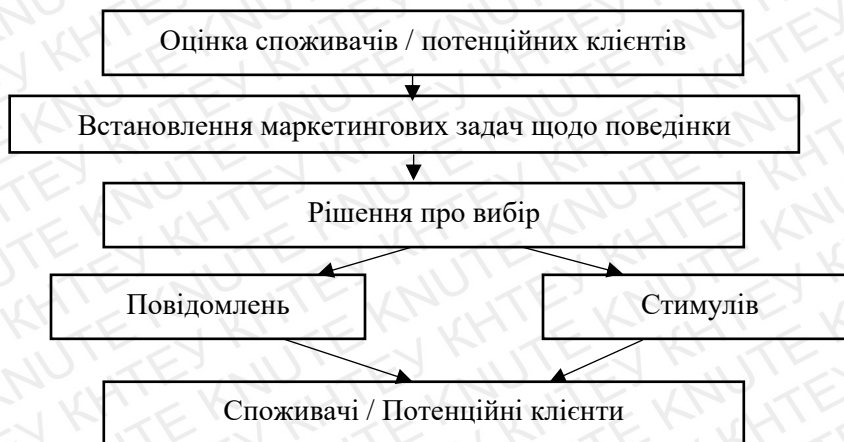 Оцінка споживачів / потенційних клієнтів
Встановлення маркетингових задач щодо поведінки
Рішення про вибір
Повідомлень
Стимулів
Споживачі / Потенційні клієнти